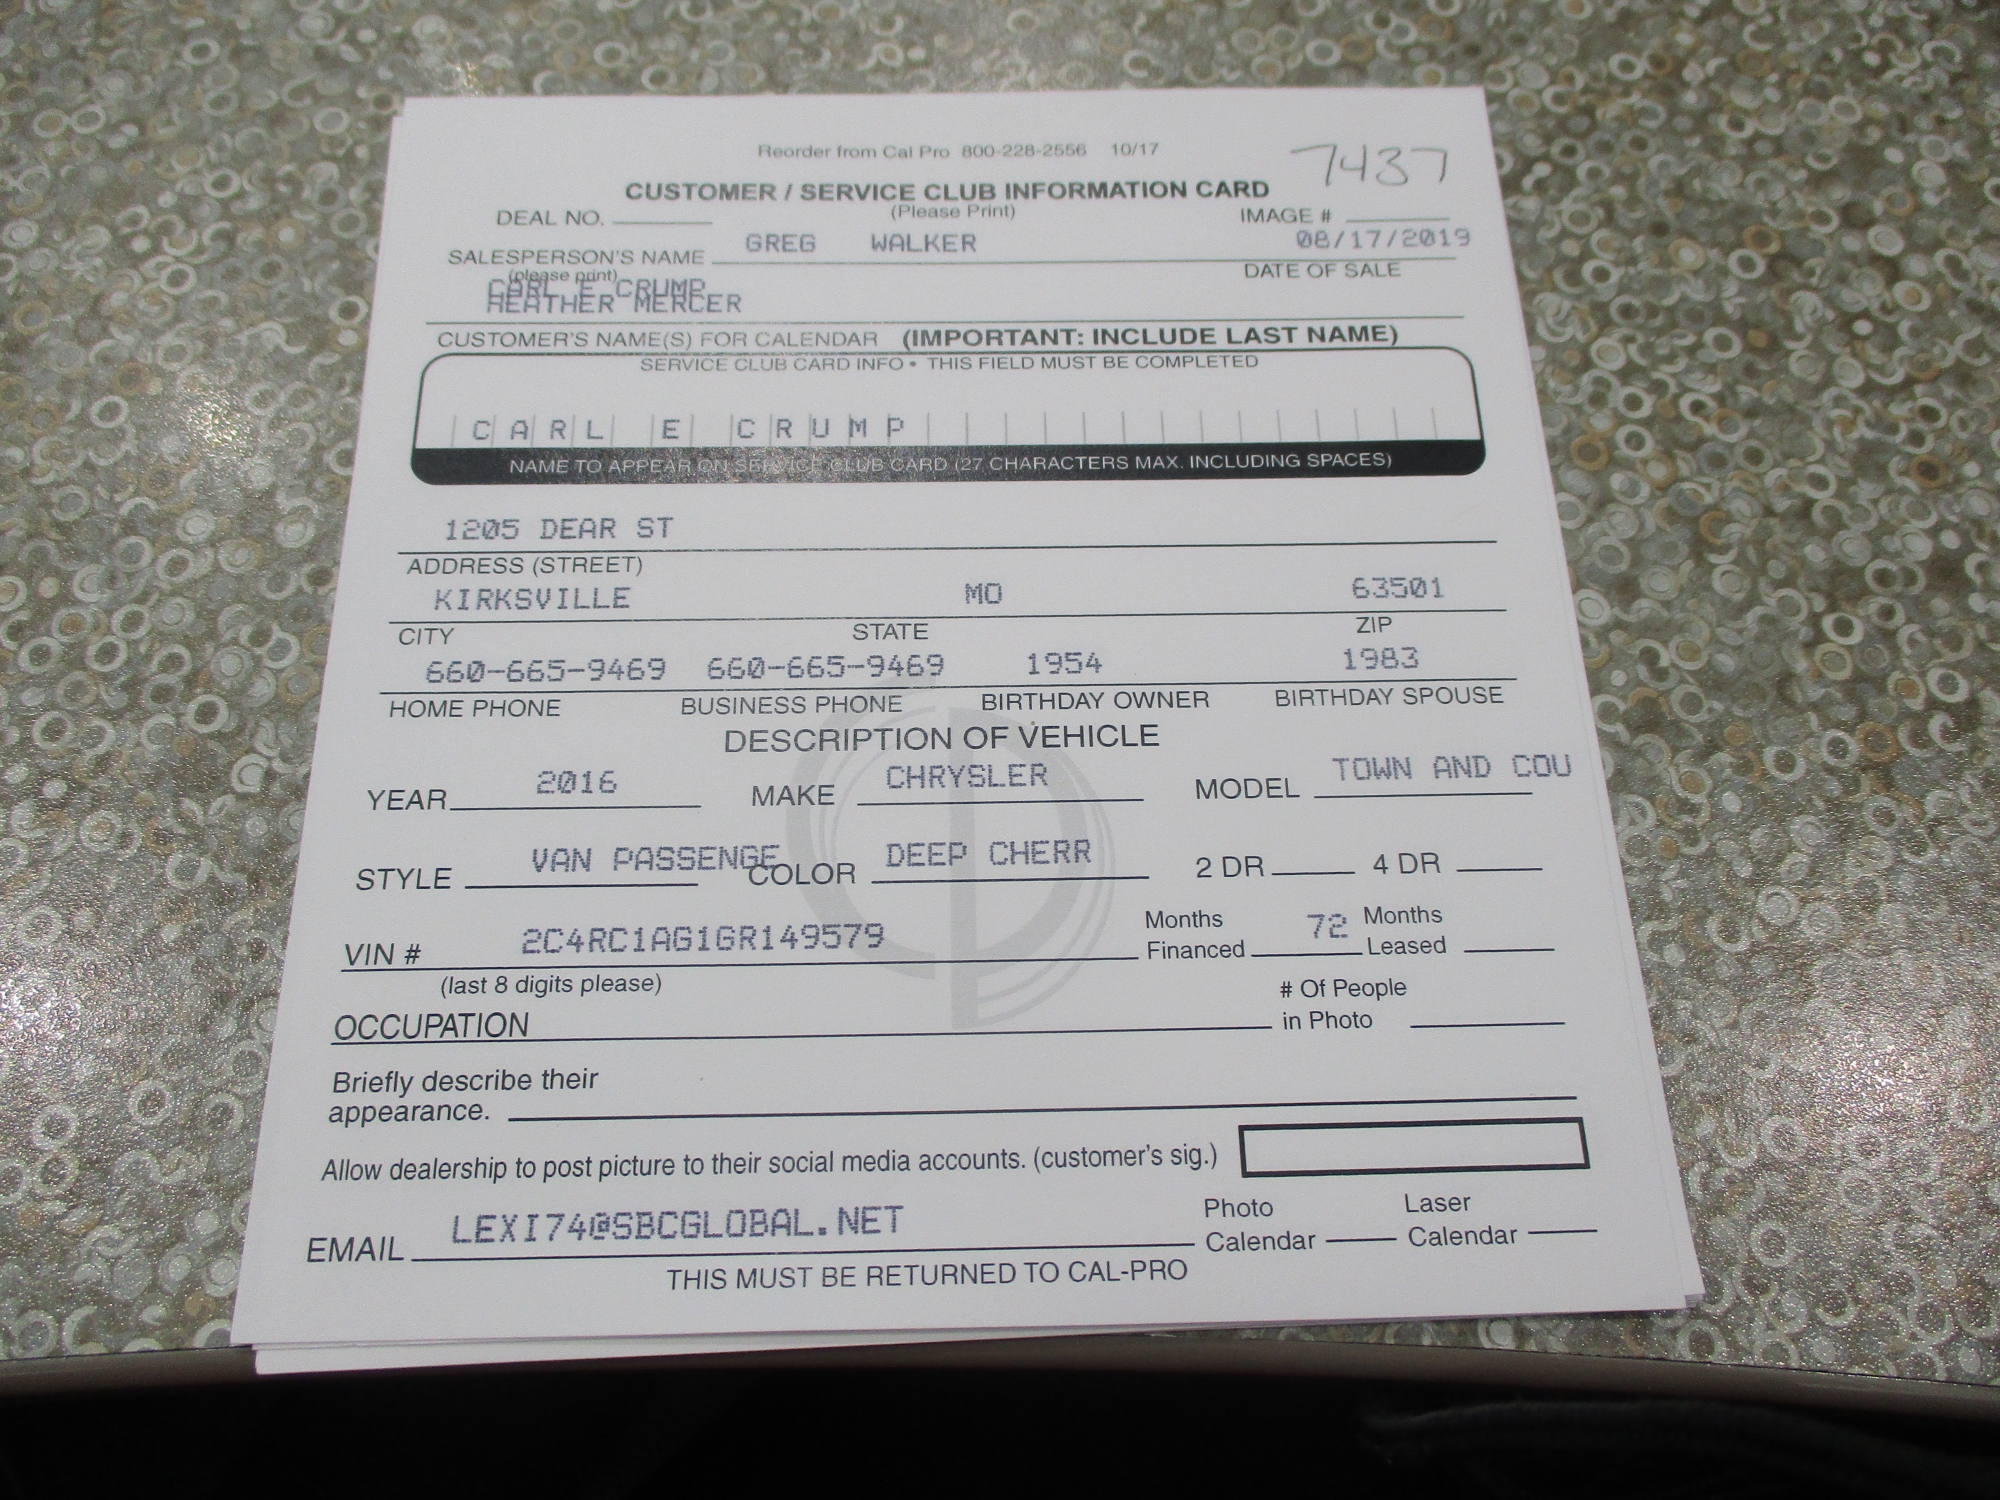 Reorder from Cal Pro 800-228-2556 10/17
7437
CUSTOMER / SERVICE CLUB INFORMATION CARD
(Please Print)
DEAL NO.
IMAGE #
GREG WALKER
08/17/2019
SALESPERSON'S NAME
(please print)
DATE OF SALE
CARL E CRUMP
HEATHER MERCER
CUSTOMER'S NAME(S) FOR CALENDAR (IMPORTANT: INCLUDE LAST NAME)
SERVICE CLUB CARD INFO • THIS FIELD MUST BE COMPLETED
CARL E CRUMP
NAME TO APPEAR ON SERVICE CLUB CARD (27 CHARACTERS MAX. INCLUDING SPACES)
1205 DEAR ST
ADDRESS (STREET)
KIRKSVILLE MO 63501
CITY STATE ZIP
660-665-9469 660-665-9469 1954 1983
HOME PHONE BUSINESS PHONE BIRTHDAY OWNER BIRTHDAY SPOUSE
DESCRIPTION OF VEHICLE
YEAR 2016 MAKE CHRYSLER MODEL TOWN AND COU
STYLE VAN PASSENGE COLOR DEEP CHERR 2 DR 4 DR
VIN # 2C4RC1AG1GR149579 Months Financed 72 Months Leased
(last 8 digits please)
OCCUPATION # Of People in Photo
Briefly describe their
appearance.
Allow dealership to post picture to their social media accounts. (customer's sig.)
EMAIL LEXI74@SBCGLOBAL.NET Photo Calendar Laser Calendar
THIS MUST BE RETURNED TO CAL-PRO